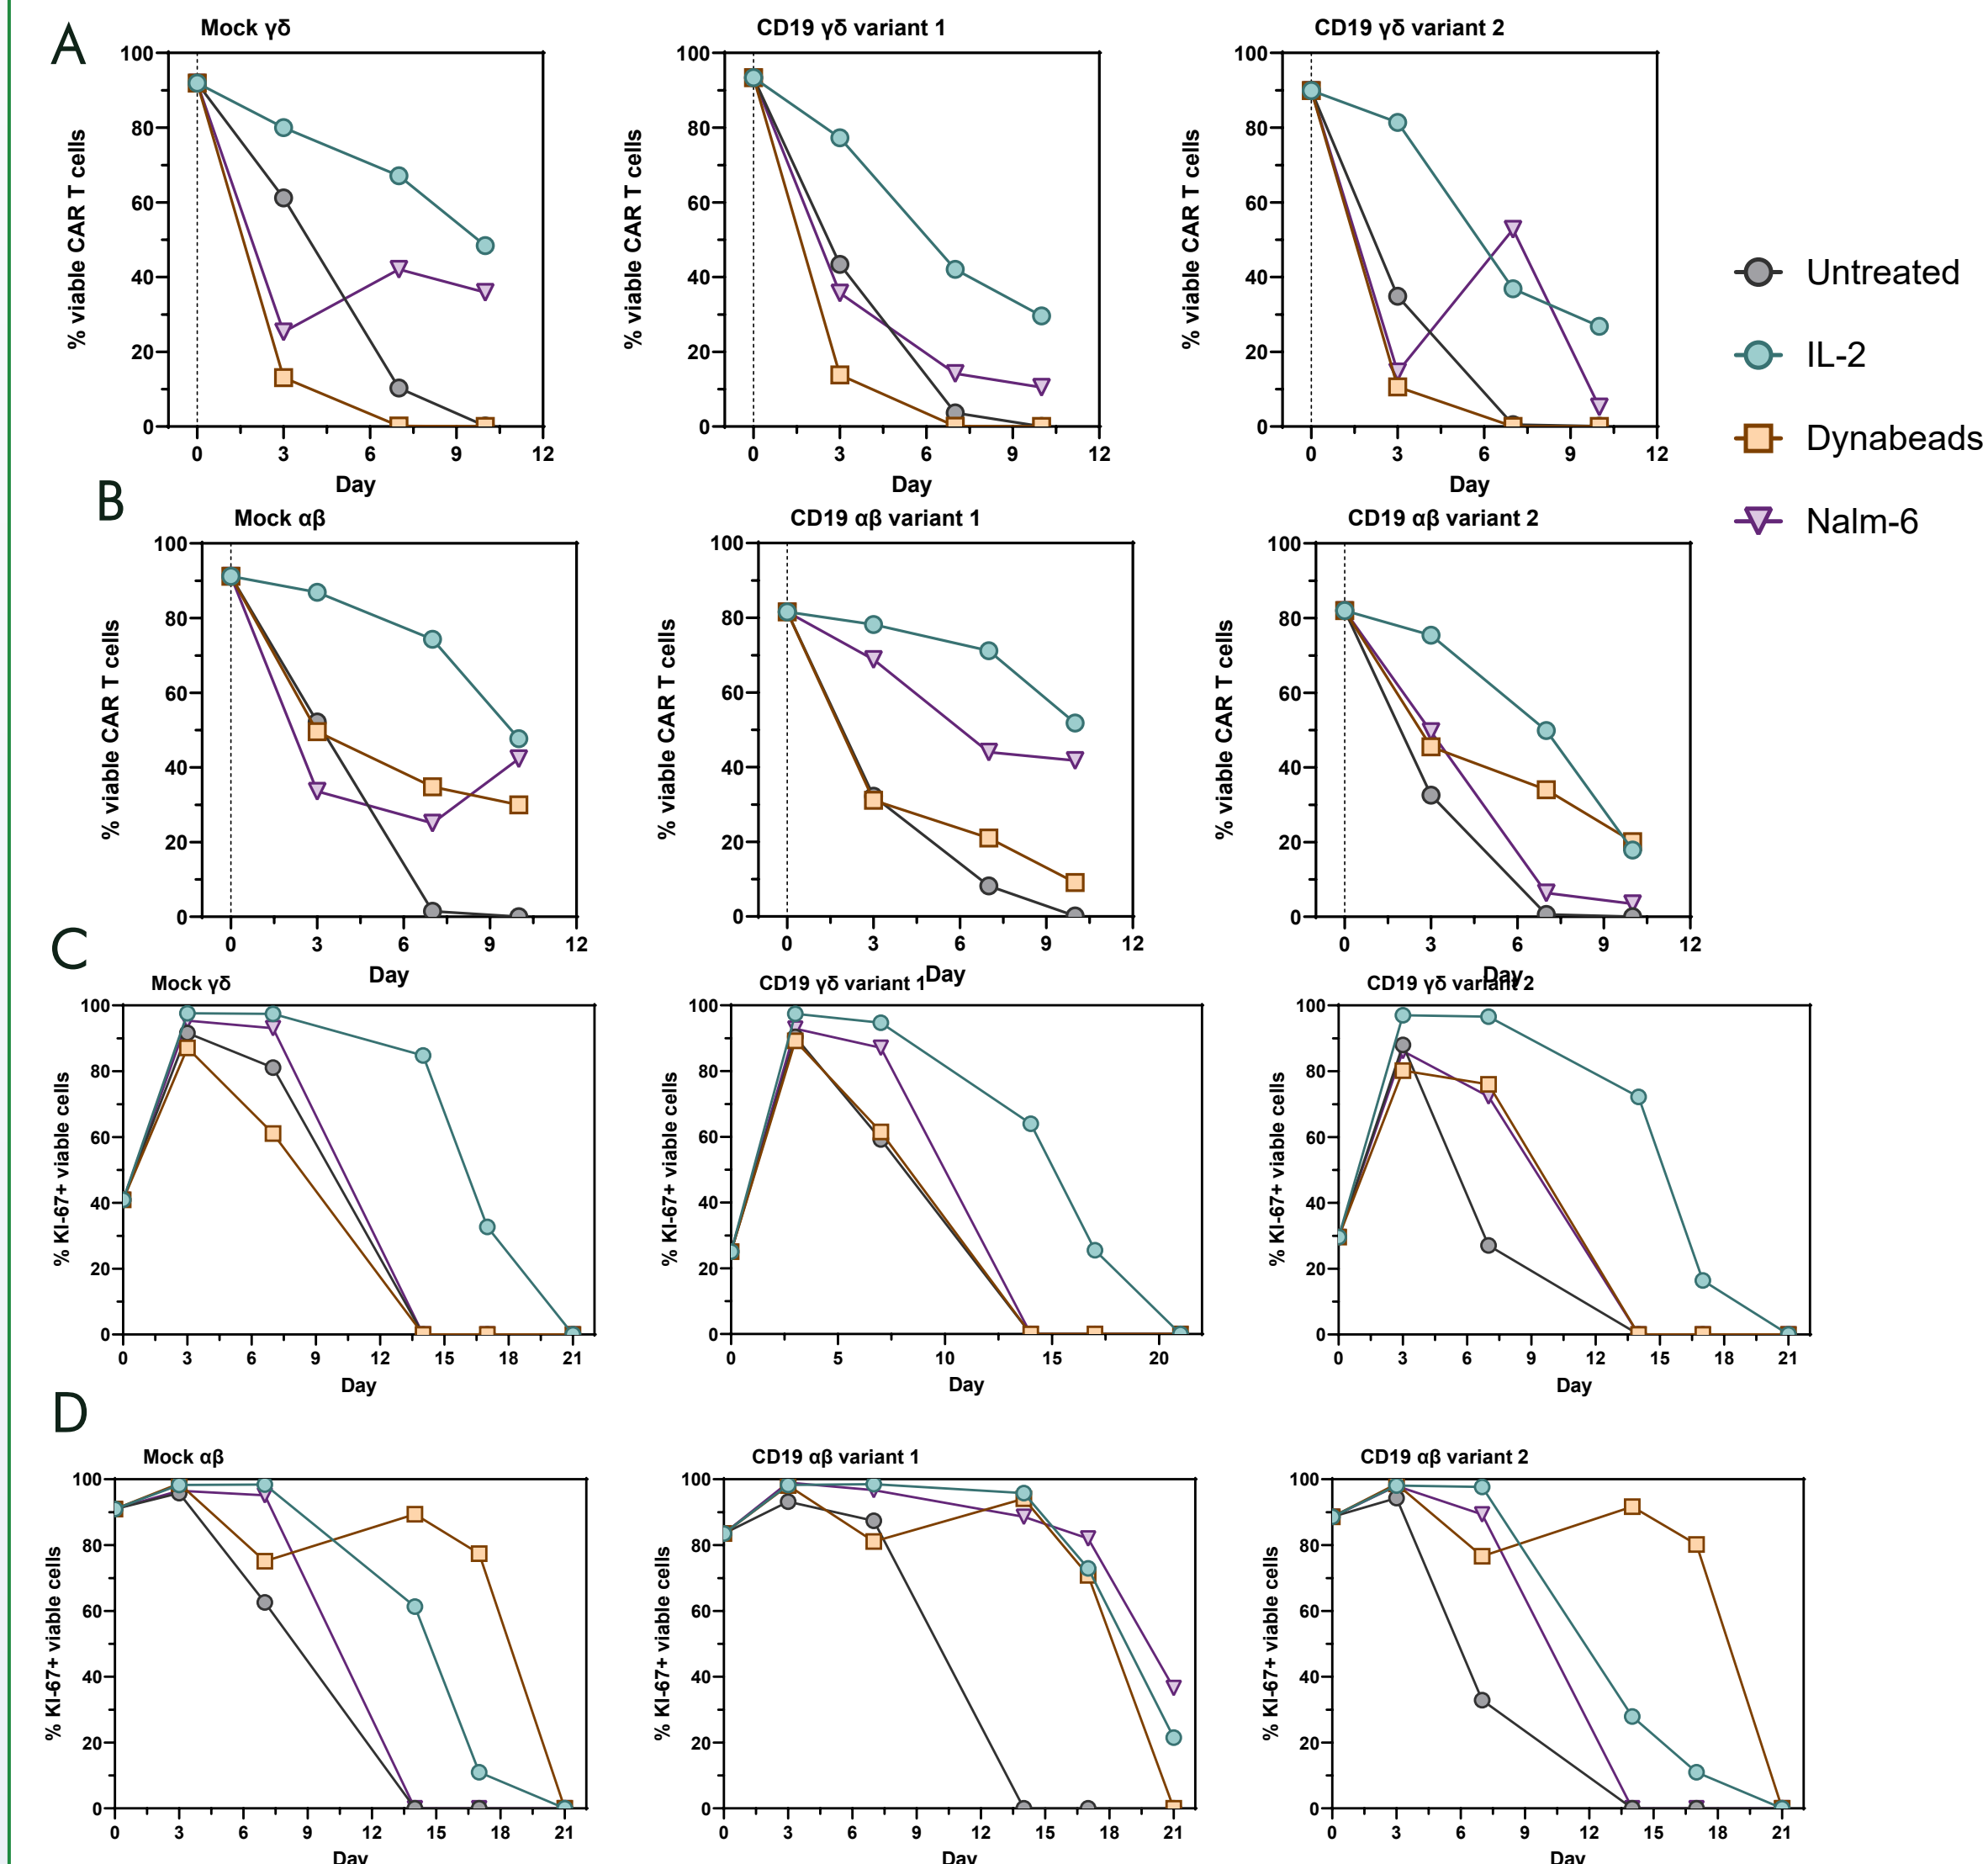 A
Mock γδ
CD19 γδ variant 1
CD19 γδ variant 2
% viable CAR T cells
100
80
60
40
20
0
0 3 6 9 12
Day
% viable CAR T cells
100
80
60
40
20
0
0 3 6 9 12
Day
% viable CAR T cells
100
80
60
40
20
0
0 3 6 9 12
Day
Untreated
IL-2
Dynabeads
Nalm-6
B
Mock αβ
CD19 αβ variant 1
CD19 αβ variant 2
% viable CAR T cells
100
80
60
40
20
0
0 3 6 9 12
Day
% viable CAR T cells
100
80
60
40
20
0
0 3 6 9 12
Day
% viable CAR T cells
100
80
60
40
20
0
0 3 6 9 12
Day
C
Mock γδ
CD19 γδ variant 1
CD19 γδ variant 2
% KI-67+ viable cells
100
80
60
40
20
0
0 3 6 9 12 15 18 21
Day
% KI-67+ viable cells
100
80
60
40
20
0
0 5 10 15 20
Day
% KI-67+ viable cells
100
80
60
40
20
0
0 3 6 9 12 15 18 21
Day
D
Mock αβ
CD19 αβ variant 1
CD19 αβ variant 2
% KI-67+ viable cells
100
80
60
40
20
0
0 3 6 9 12 15 18 21
Day
% KI-67+ viable cells
100
80
60
40
20
0
0 3 6 9 12 15 18 21
Day
% KI-67+ viable cells
100
80
60
40
20
0
0 3 6 9 12 15 18 21
Day